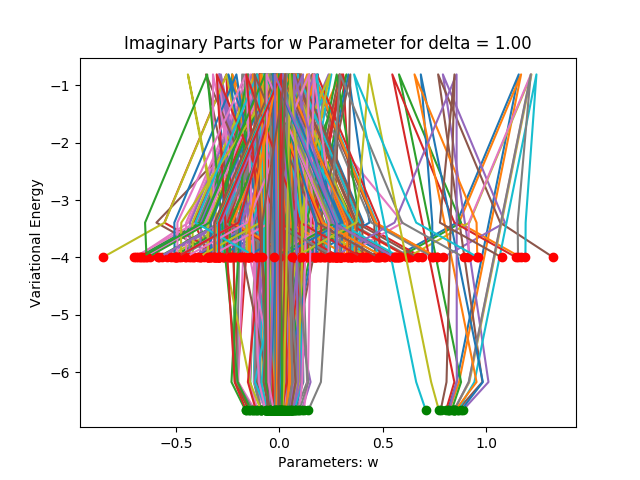 Imaginary Parts for w Parameter for delta = 1.00
Variational Energy
−1
−2
−3
−4
−5
−6
−0.5 0.0 0.5 1.0
Parameters: w